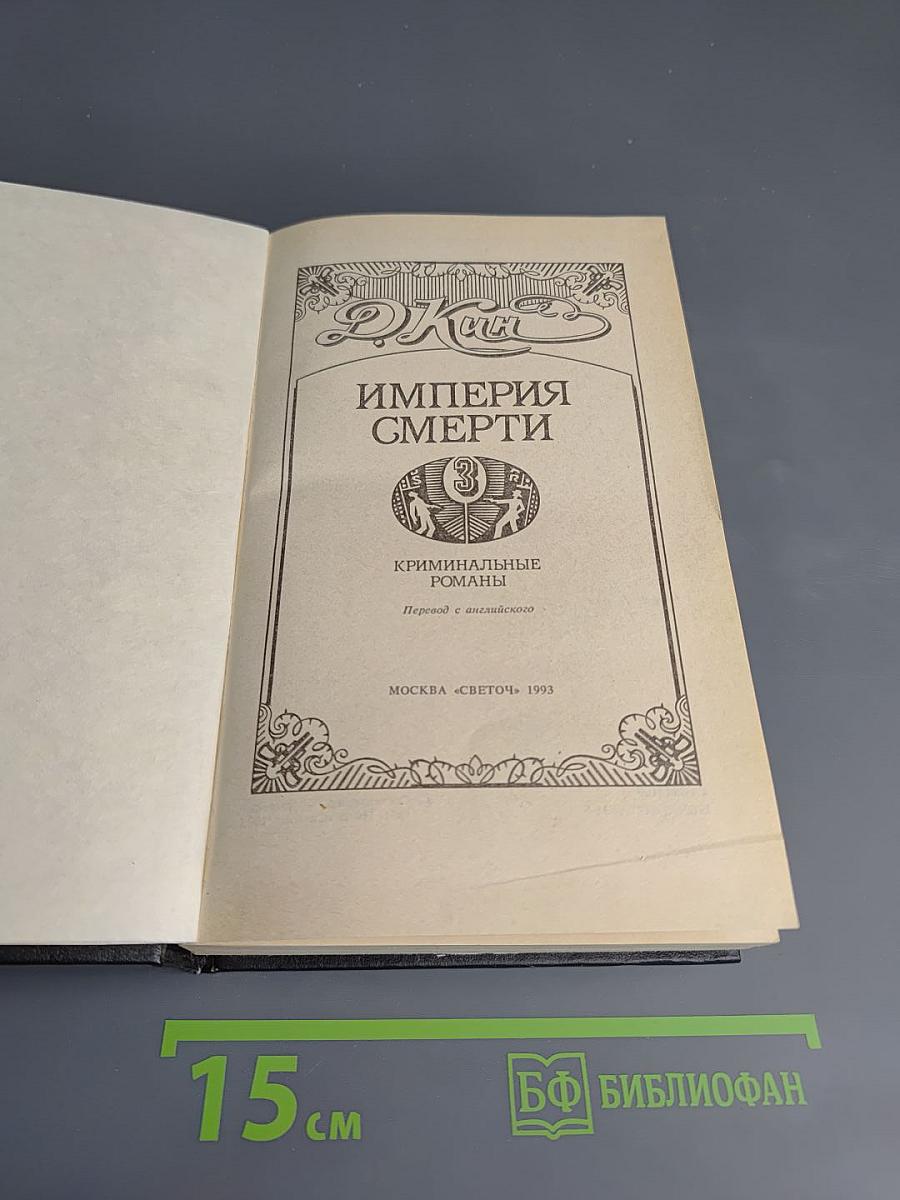 Д. Кин
ИМПЕРИЯ
СМЕРТИ
3
КРИМИНАЛЬНЫЕ
РОМАНЫ
Перевод с английского
МОСКВА «СВЕТОЧ» 1993
15 см
БФ БИБЛИОФАН